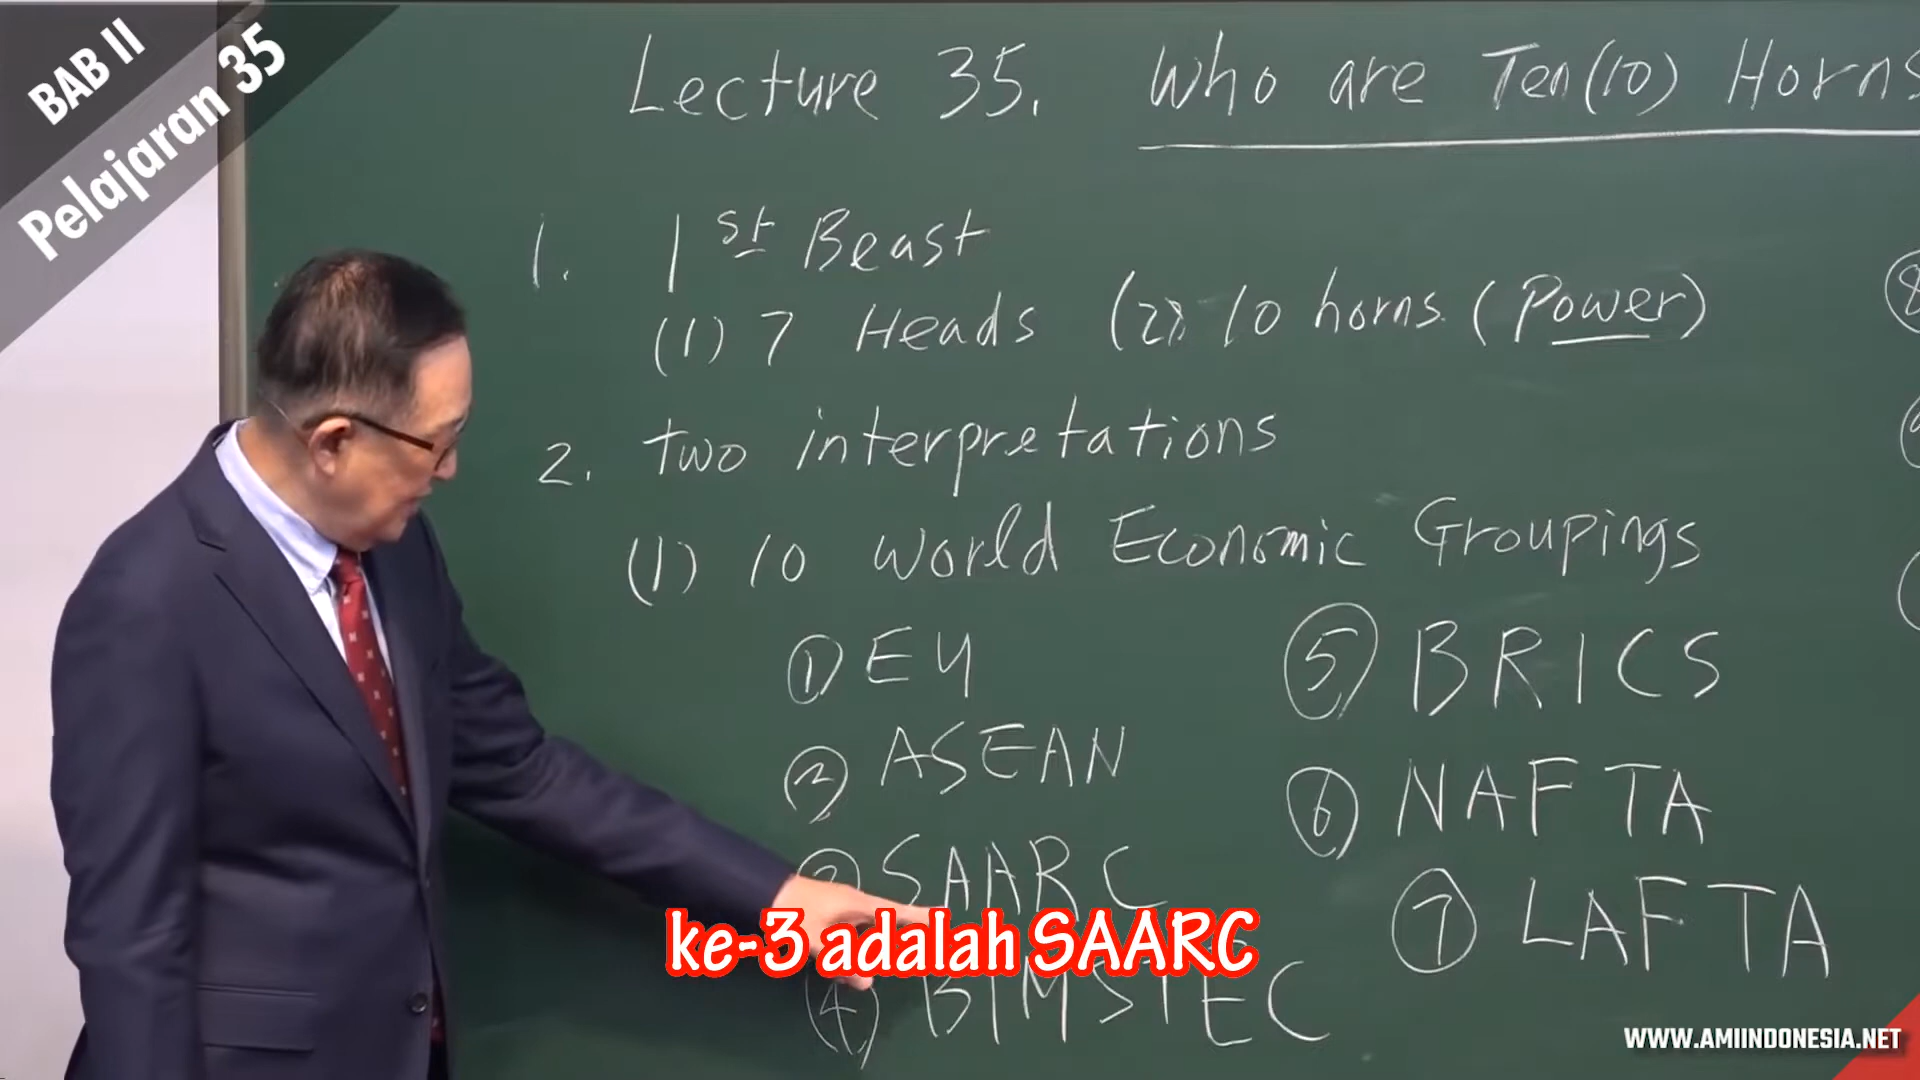 BAB II
Pelajaran 35
Lecture 35. Who are Ten(10) Horns
1. 1st Beast
(1) 7 Heads (2) 10 horns (Power)
2. two interpretations
(1) 10 World Economic Groupings
① EU
② ASEAN
③ SAARC
④ BIMSTEC
⑤ BRICS
⑥ NAFTA
⑦ LAFTA
ke-3 adalah SAARC
WWW.AMIINDONESIA.NET